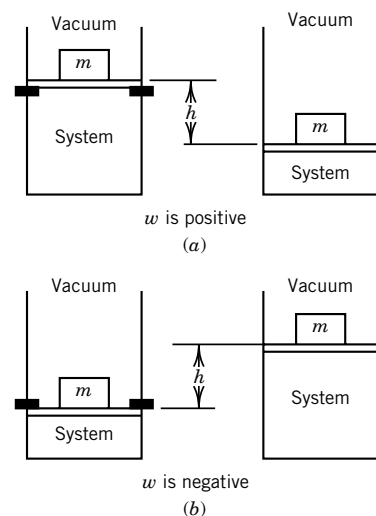 Vacuum
Vacuum
m
h
m
System
System
w is positive
(a)
Vacuum
Vacuum
m
h
m
System
System
w is negative
(b)